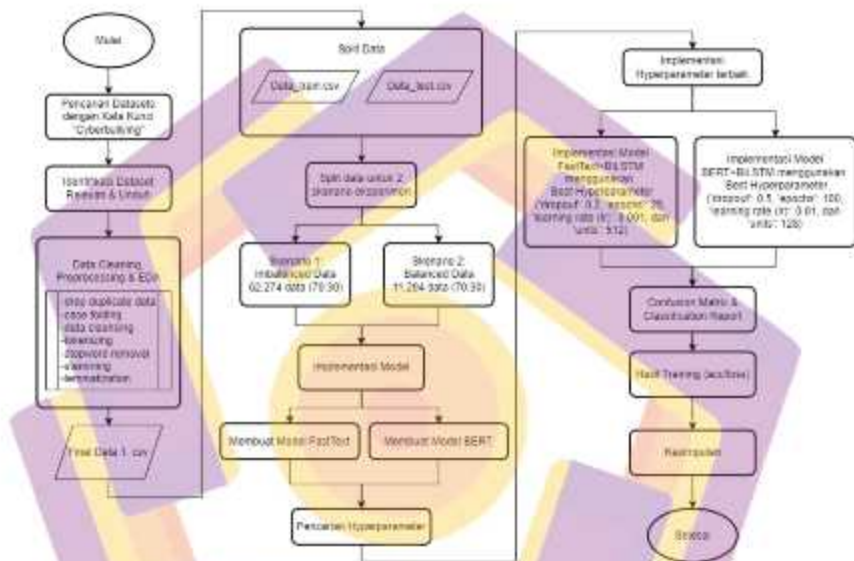 Mulai
Pencarian Datasets
dengan Kata Kunci
"Cyberbullying"
Identifikasi Dataset
Relevan & Unduh
Data Cleaning,
Preprocessing & EDA
-drop duplicate data
-case folding
-data cleansing
-tokenizing
-stopword removal
-stemming
-lemmatization
Final Data 1. csv
Split Data
Data_train.csv
Data_test.csv
Split data untuk 2
skenario eksperimen
Skenario 1:
Imbalanced Data
62.274 data (70:30)
Skenario 2:
Balanced Data
data (70:30)
Implementasi Model
Membuat Model FastText
Membuat Model BERT
Pencarian Hyperparameter
Implementasi
Hyperparameter terbaik
Implementasi Model
FastText+BiLSTM
menggunakan
Best Hyperparameter
('dropout': 0.2, 'epochs':
'learning rate (lr)': 0.001, dan
'units': 512)
Implementasi Model
BERT+BiLSTM menggunakan
Best Hyperparameter
('dropout': 0.5, 'epochs': 100,
'learning rate (lr)': 0.01, dan
'units': 128)
Confusion Matrix &
Classification Report
Hasil Training (acc/loss)
Kesimpulan
Selesai